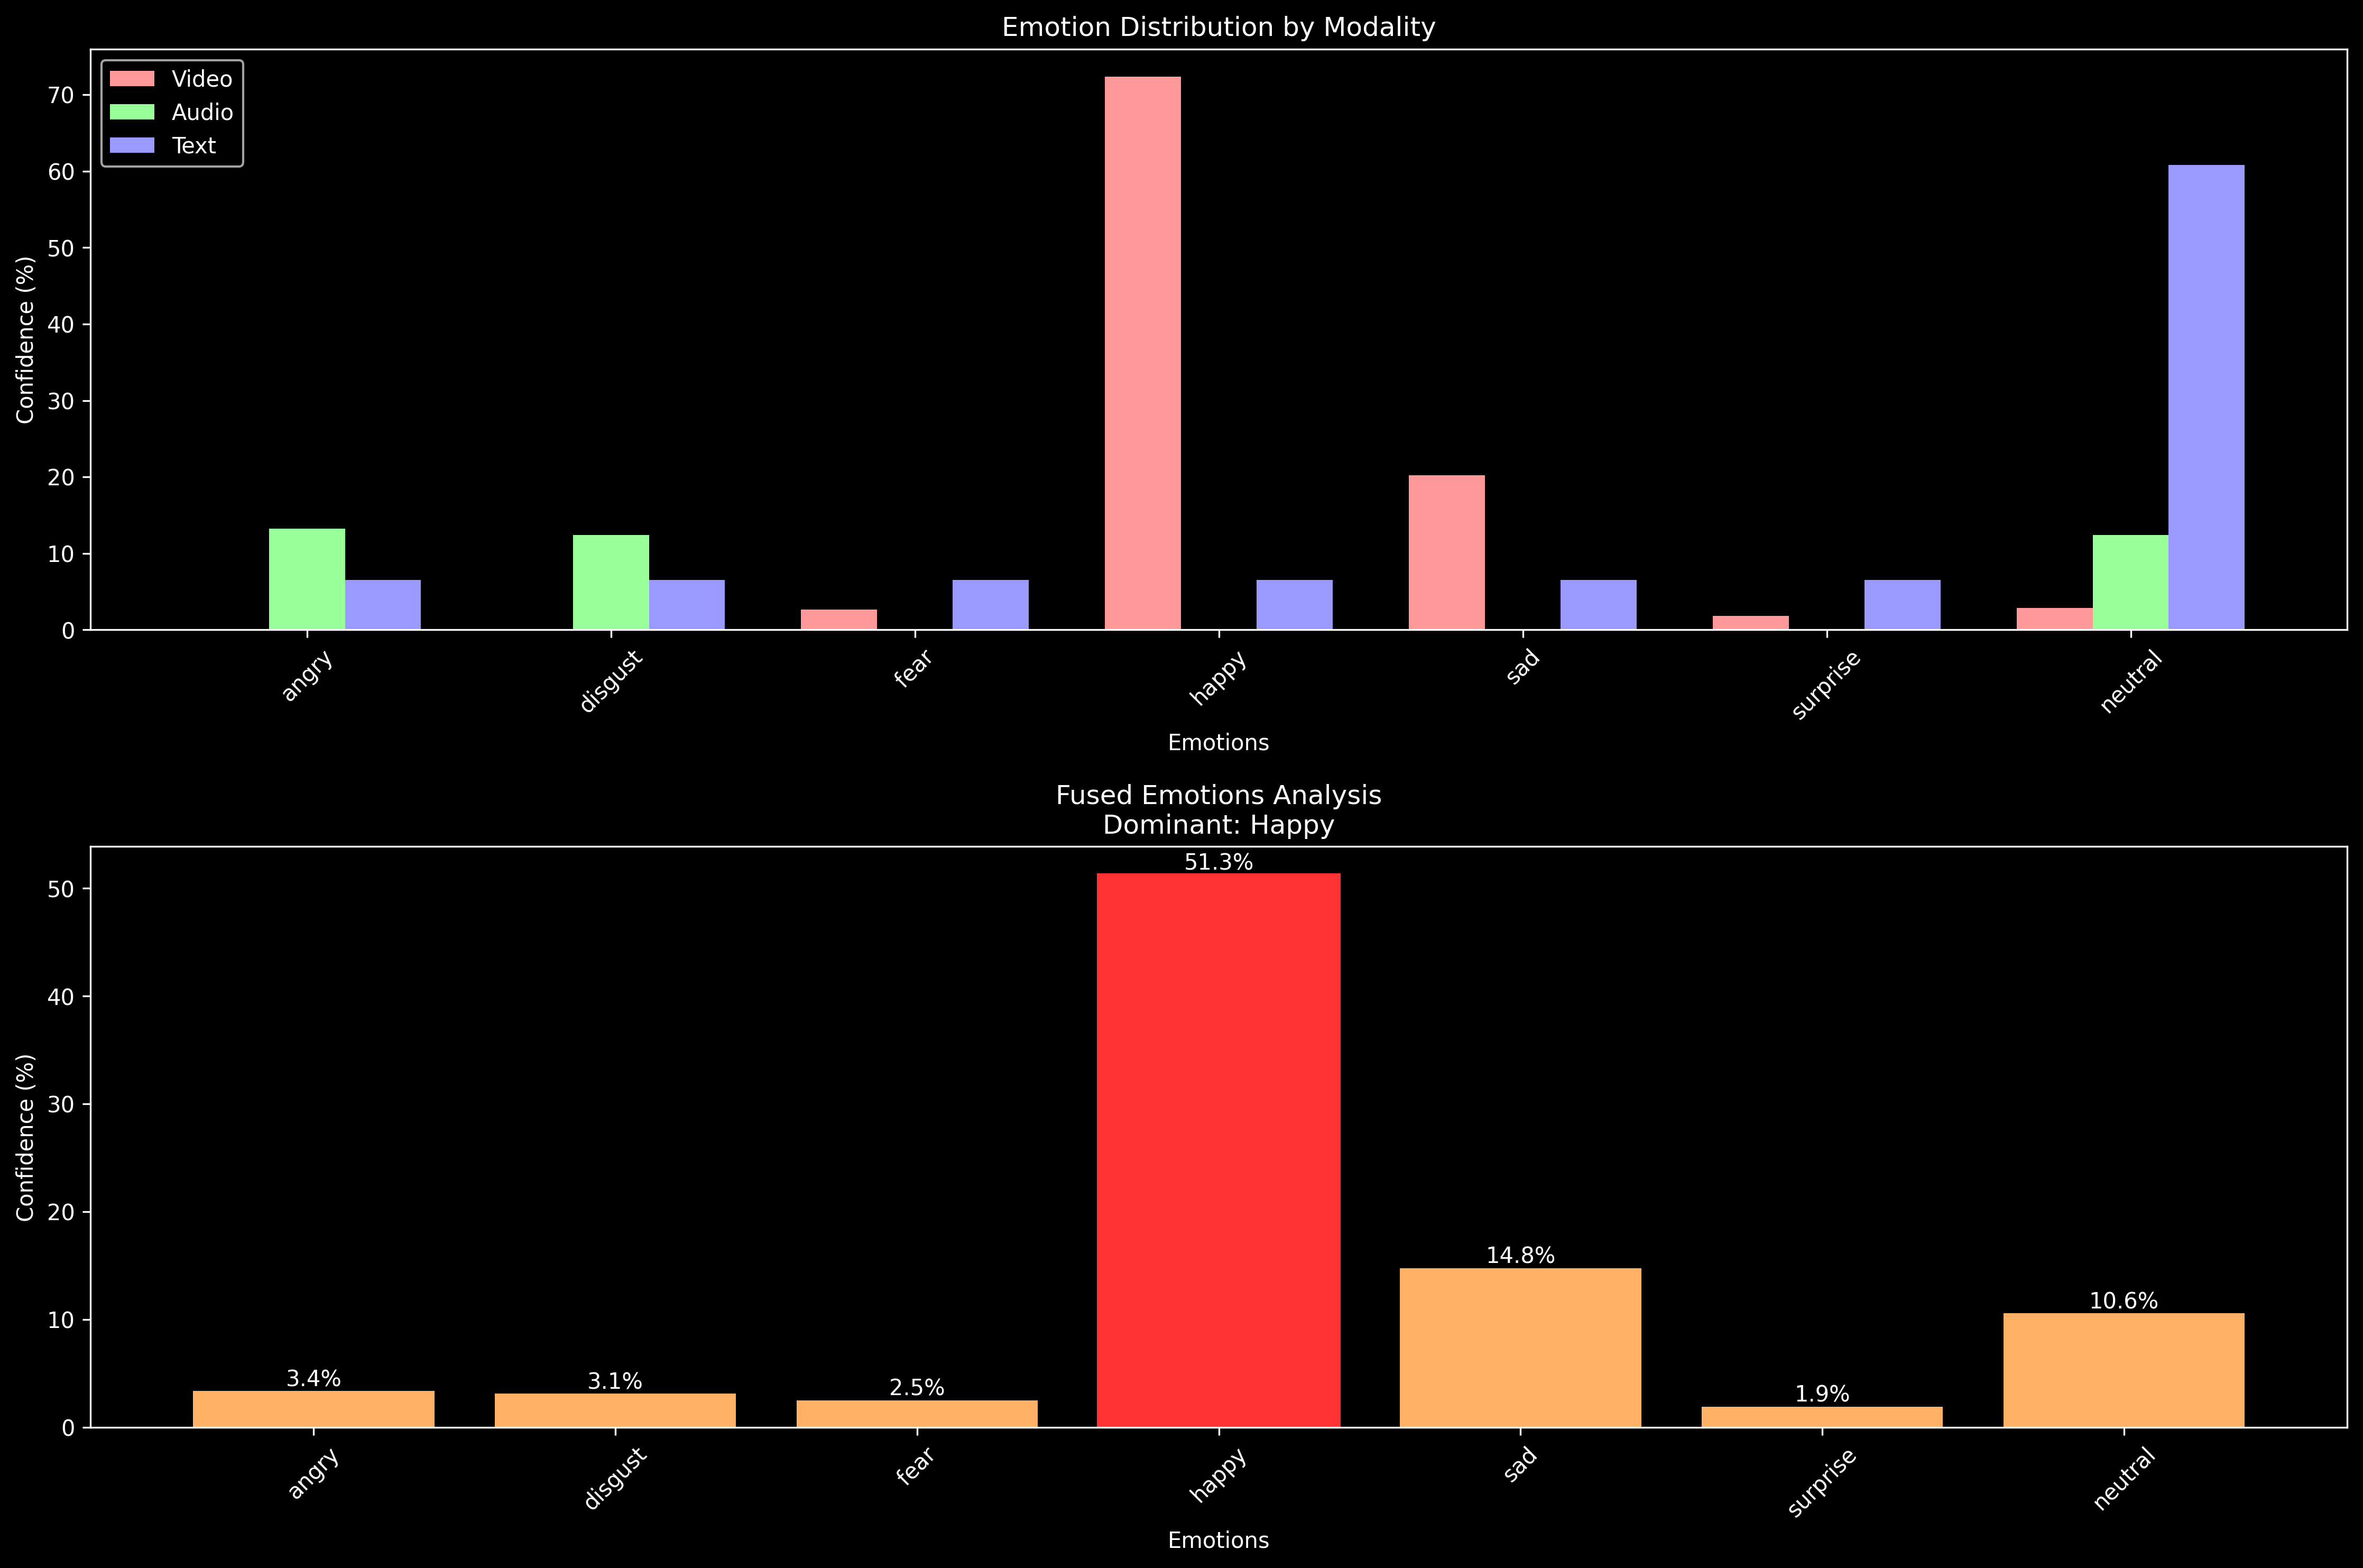 Emotion Distribution by Modality
Video
Audio
Text
Confidence (%)
70
60
50
40
30
20
10
0
angry
disgust
fear
happy
sad
surprise
neutral
Emotions
Fused Emotions Analysis
Dominant: Happy
Confidence (%)
50
40
30
20
10
0
3.4%
3.1%
2.5%
51.3%
14.8%
1.9%
10.6%
angry
disgust
fear
happy
sad
surprise
neutral
Emotions